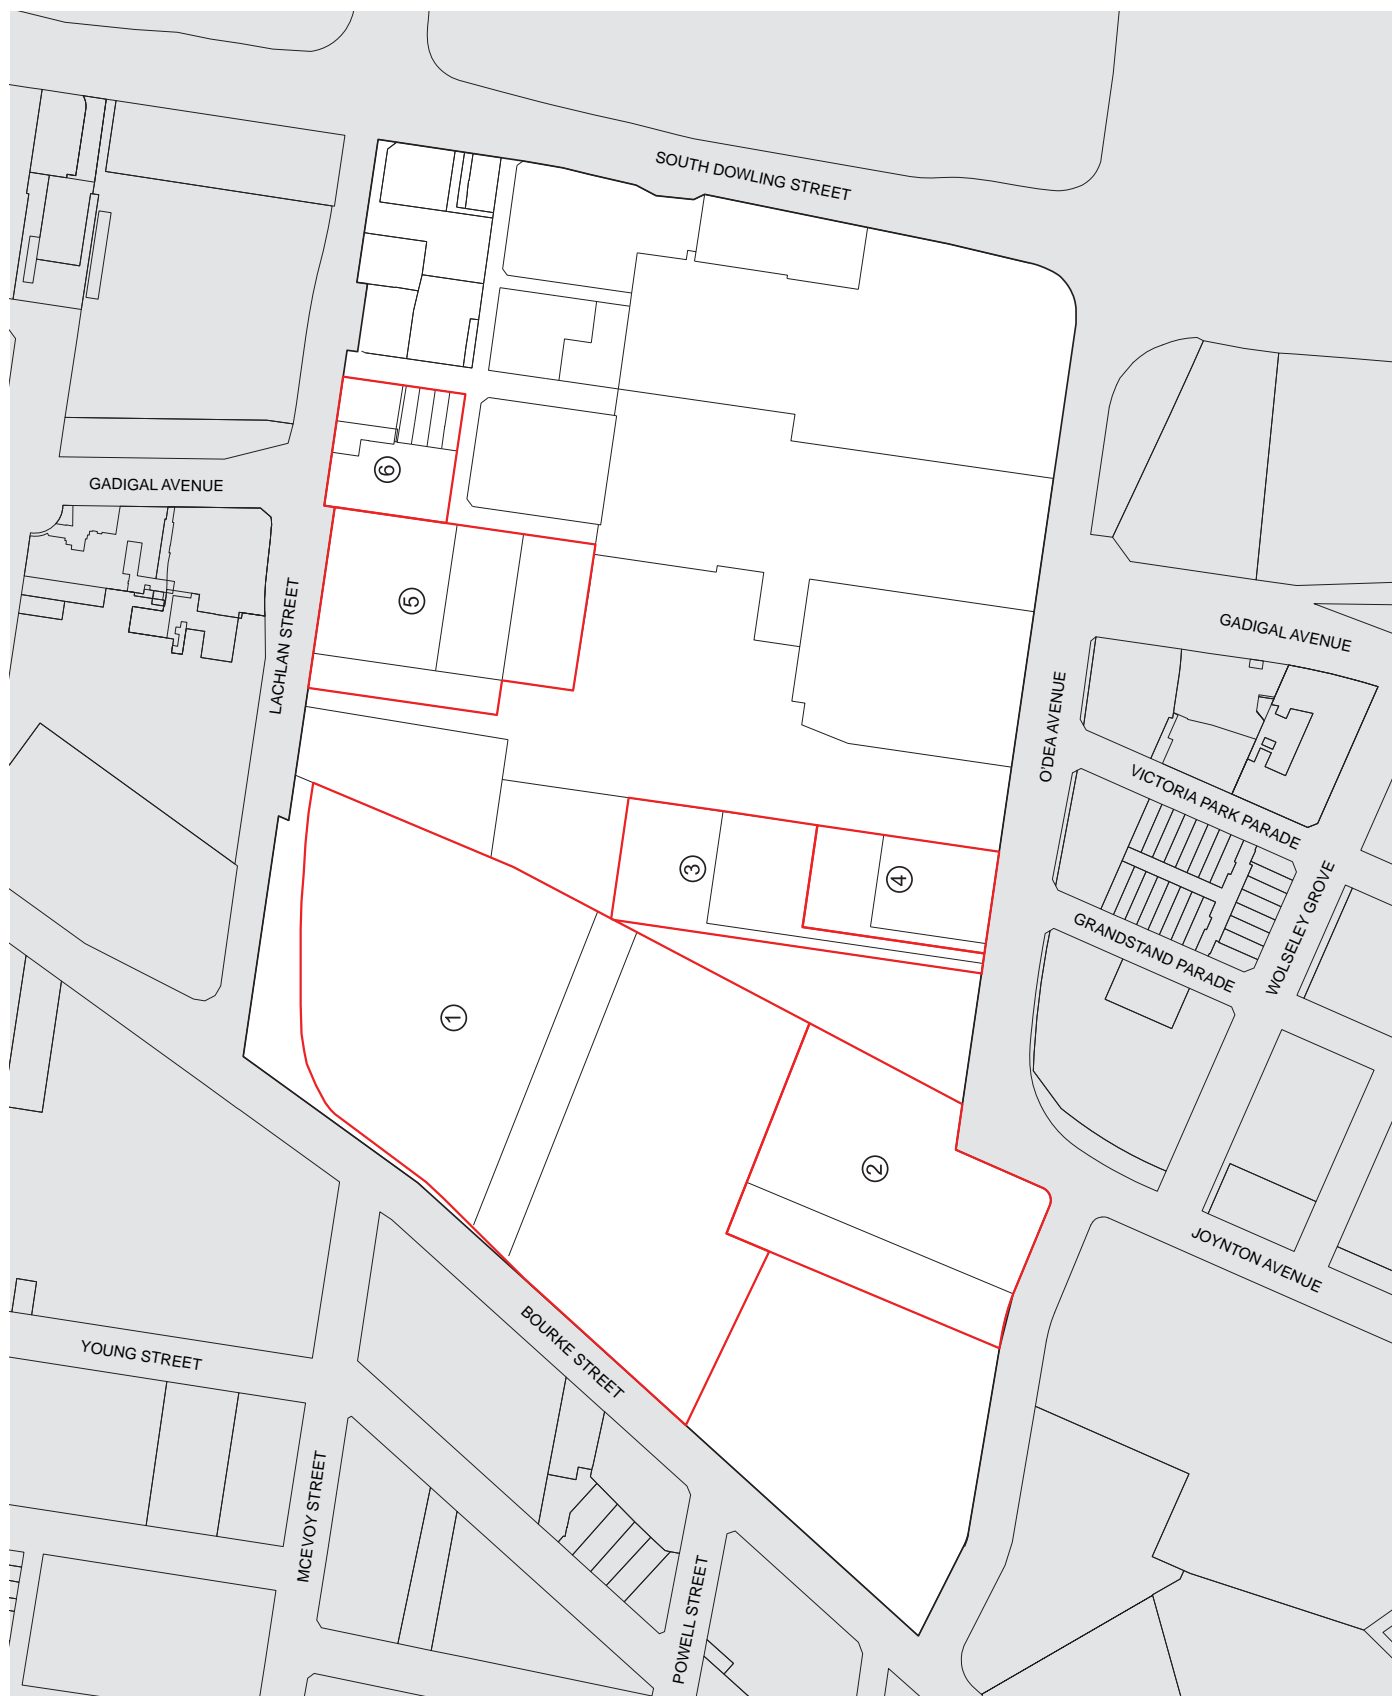 SOUTH DOWLING STREET
6
GADIGAL AVENUE
5
LACHLAN STREET
GADIGAL AVENUE
O'DEA AVENUE
VICTORIA PARK PARADE
3
4
GRANDSTAND PARADE
WOLSELEY GROVE
1
2
JOYNTON AVENUE
BOURKE STREET
YOUNG STREET
MCEVOY STREET
POWELL STREET